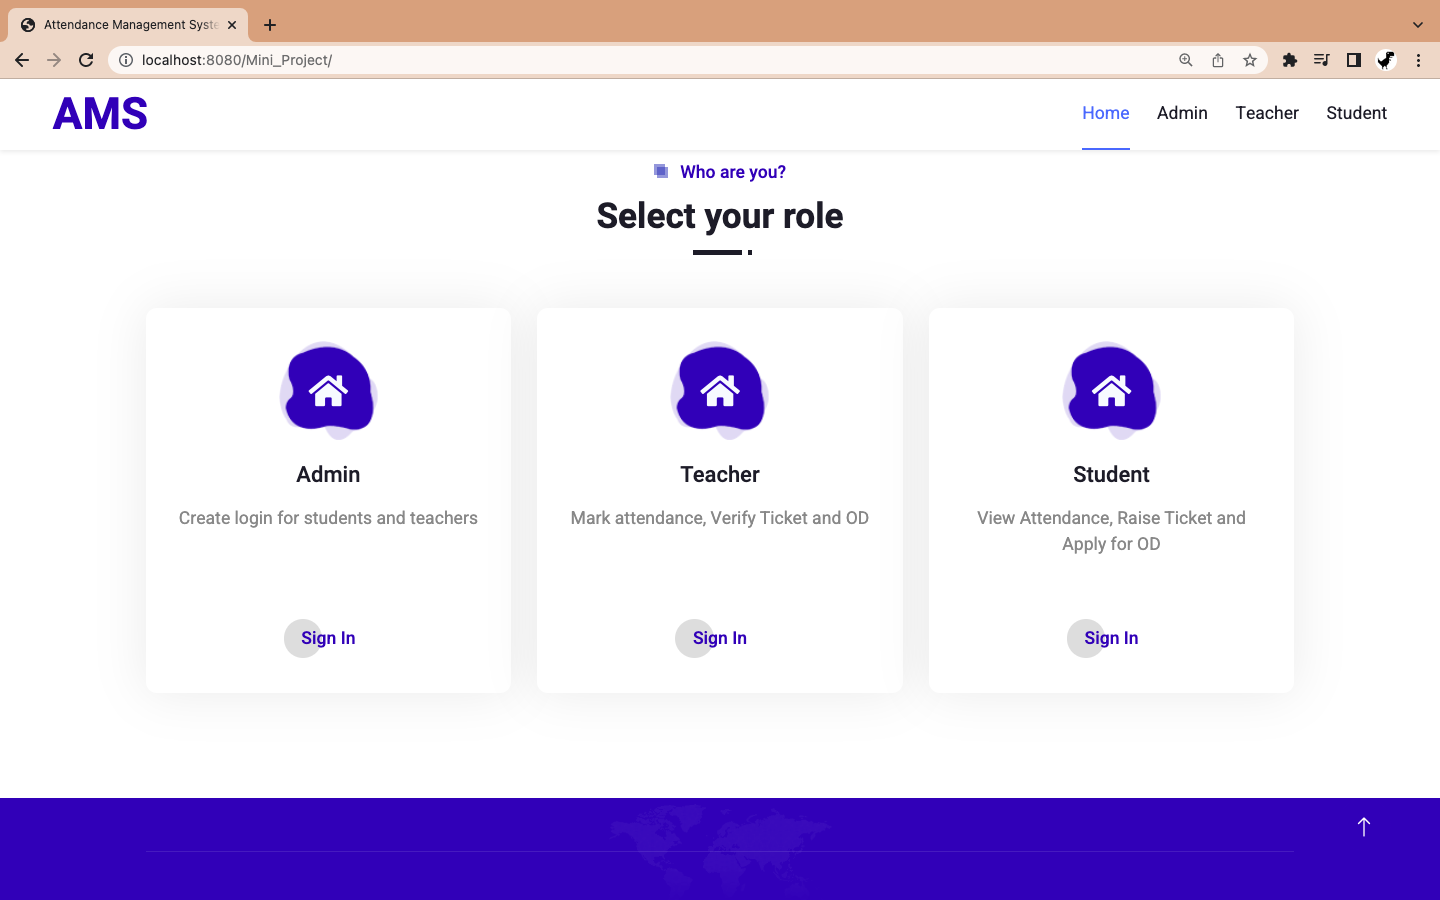 Attendance Management Syste
localhost:8080/Mini_Project/
AMS
Home Admin Teacher Student
Who are you?
Select your role
Admin
Create login for students and teachers
Sign In
Teacher
Mark attendance, Verify Ticket and OD
Sign In
Student
View Attendance, Raise Ticket and
Apply for OD
Sign In